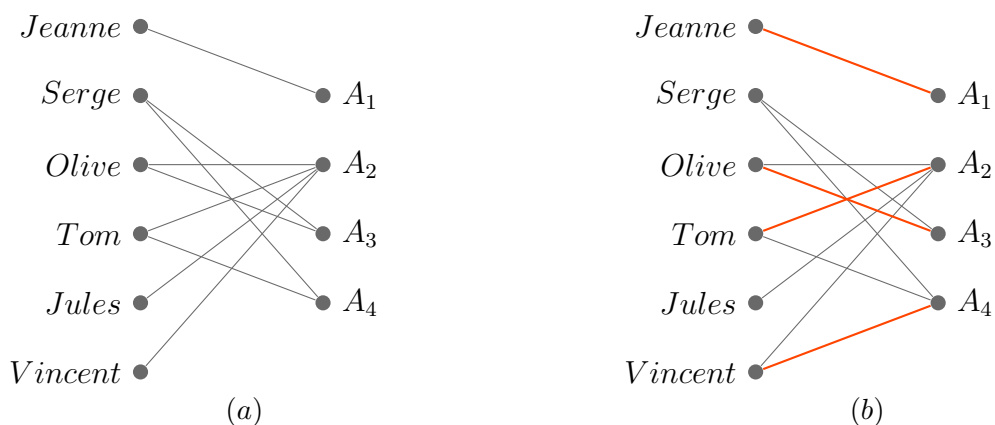 Jeanne
Serge
Olive
Tom
Jules
Vincent
A₁
A₂
A₃
A₄
(a)
Jeanne
Serge
Olive
Tom
Jules
Vincent
A₁
A₂
A₃
A₄
(b)